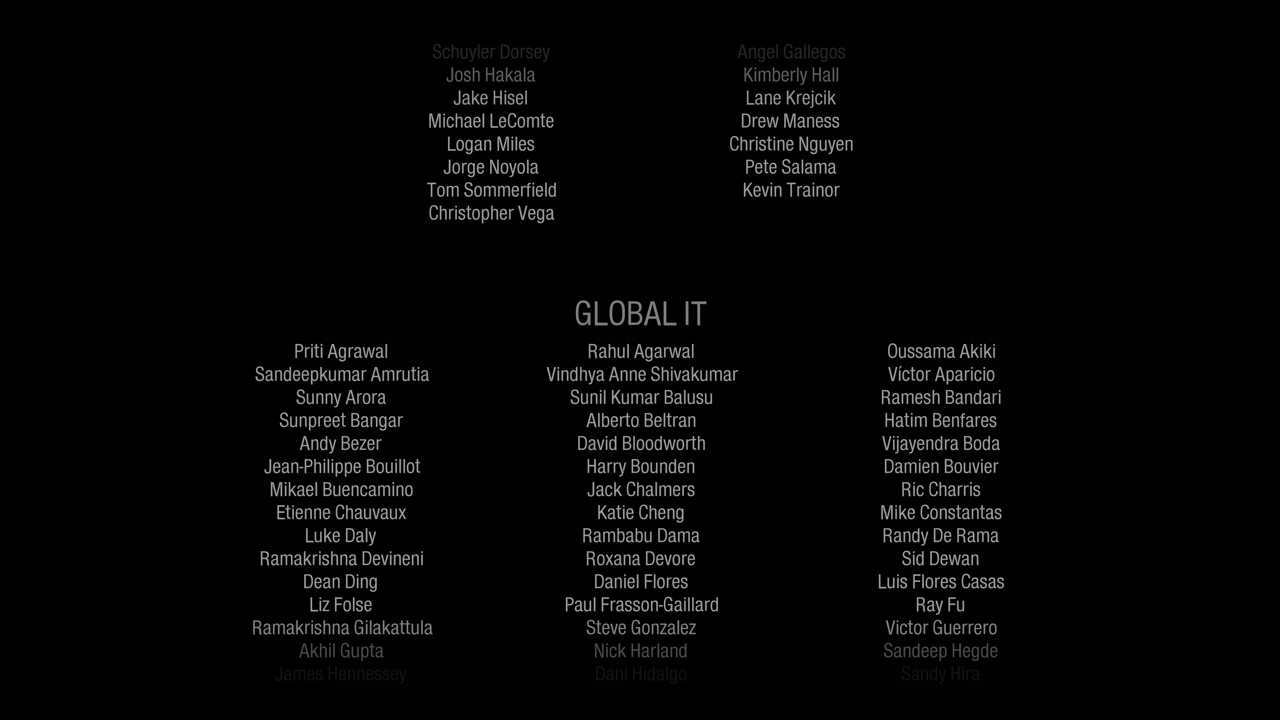 Schuyler Dorsey Angel Gallegos
Josh Hakala Kimberly Hall
Jake Hisel Lane Krejcik
Michael LeComte Drew Maness
Logan Miles Christine Nguyen
Jorge Noyola Pete Salama
Tom Sommerfield Kevin Trainor
Christopher Vega
GLOBAL IT
Priti Agrawal Rahul Agarwal Oussama Akiki
Sandeepkumar Amrutia Vindhya Anne Shivakumar Víctor Aparicio
Sunny Arora Sunil Kumar Balusu Ramesh Bandari
Sunpreet Bangar Alberto Beltran Hatim Benfares
Andy Bezer David Bloodworth Vijayendra Boda
Jean-Philippe Bouillot Harry Bounden Damien Bouvier
Mikael Buencamino Jack Chalmers Ric Charris
Etienne Chauvaux Katie Cheng Mike Constantas
Luke Daly Rambabu Dama Randy De Rama
Ramakrishna Devineni Roxana Devore Sid Dewan
Dean Ding Daniel Flores Luis Flores Casas
Liz Folse Paul Frasson-Gaillard Ray Fu
Ramakrishna Gilakattula Steve Gonzalez Victor Guerrero
Akhil Gupta Nick Harland Sandeep Hegde
James Hennessey Dani Hidalgo Sandy Hira